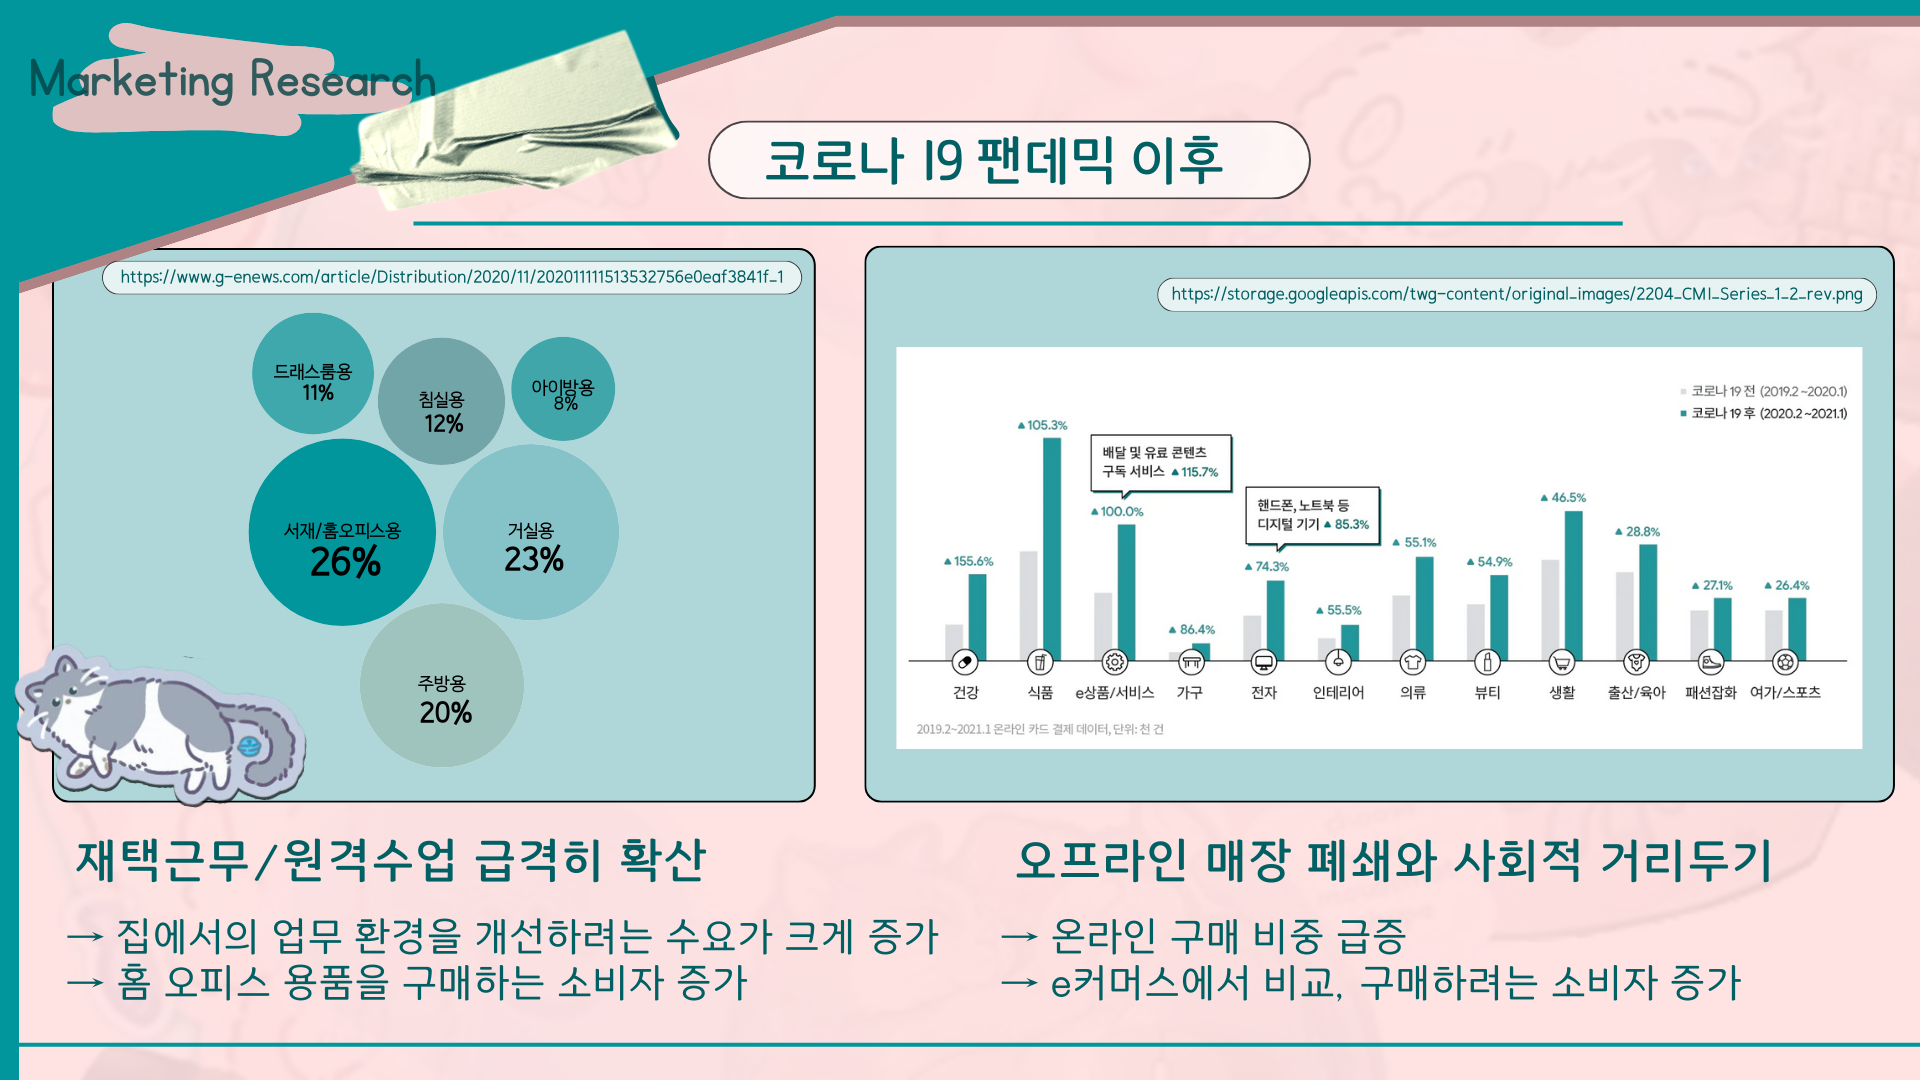 Marketing Research
코로나 19 팬데믹 이후
https://www.g-enews.com/article/Distribution/2020/11/202011111513532756e0eaf3841f_1
드래스룸용
11%
침실용
12%
아이방용
8%
서재/홈오피스용
26%
거실용
23%
주방용
20%
https://storage.googleapis.com/twg-content/original_images/2204_CMI_Series_1_2_rev.png
코로나 19 전 (2019.2 ~2020.1)
코로나 19 후 (2020.2 ~2021.1)
▲155.6%
▲105.3%
배달 및 유료 콘텐츠
구독 서비스 ▲115.7%
▲100.0%
▲86.4%
핸드폰, 노트북 등
디지털 기기 ▲85.3%
▲74.3%
▲55.5%
▲55.1%
▲54.9%
▲46.5%
▲28.8%
▲27.1%
▲26.4%
건강 식품 e상품/서비스 가구 전자 인테리어 의류 뷰티 생활 출산/육아 패션잡화 여가/스포츠
2019.2~2021.1 온라인 카드 결제 데이터, 단위: 천 건
재택근무/원격수업 급격히 확산
→ 집에서의 업무 환경을 개선하려는 수요가 크게 증가
→ 홈 오피스 용품을 구매하는 소비자 증가
오프라인 매장 폐쇄와 사회적 거리두기
→ 온라인 구매 비중 급증
→ e커머스에서 비교, 구매하려는 소비자 증가